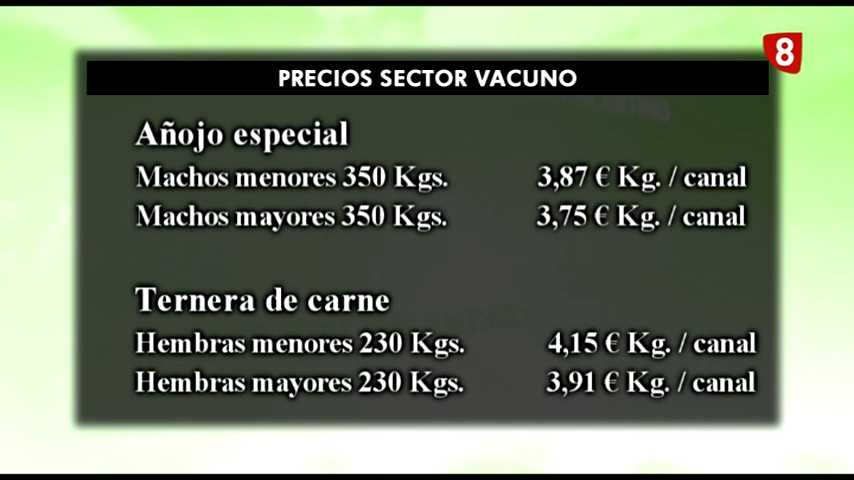 8
PRECIOS SECTOR VACUNO
Añojo especial
Machos menores 350 Kgs. 3,87 € Kg. / canal
Machos mayores 350 Kgs. 3,75 € Kg. / canal
Ternera de carne
Hembras menores 230 Kgs. 4,15 € Kg. / canal
Hembras mayores 230 Kgs. 3,91 € Kg. / canal